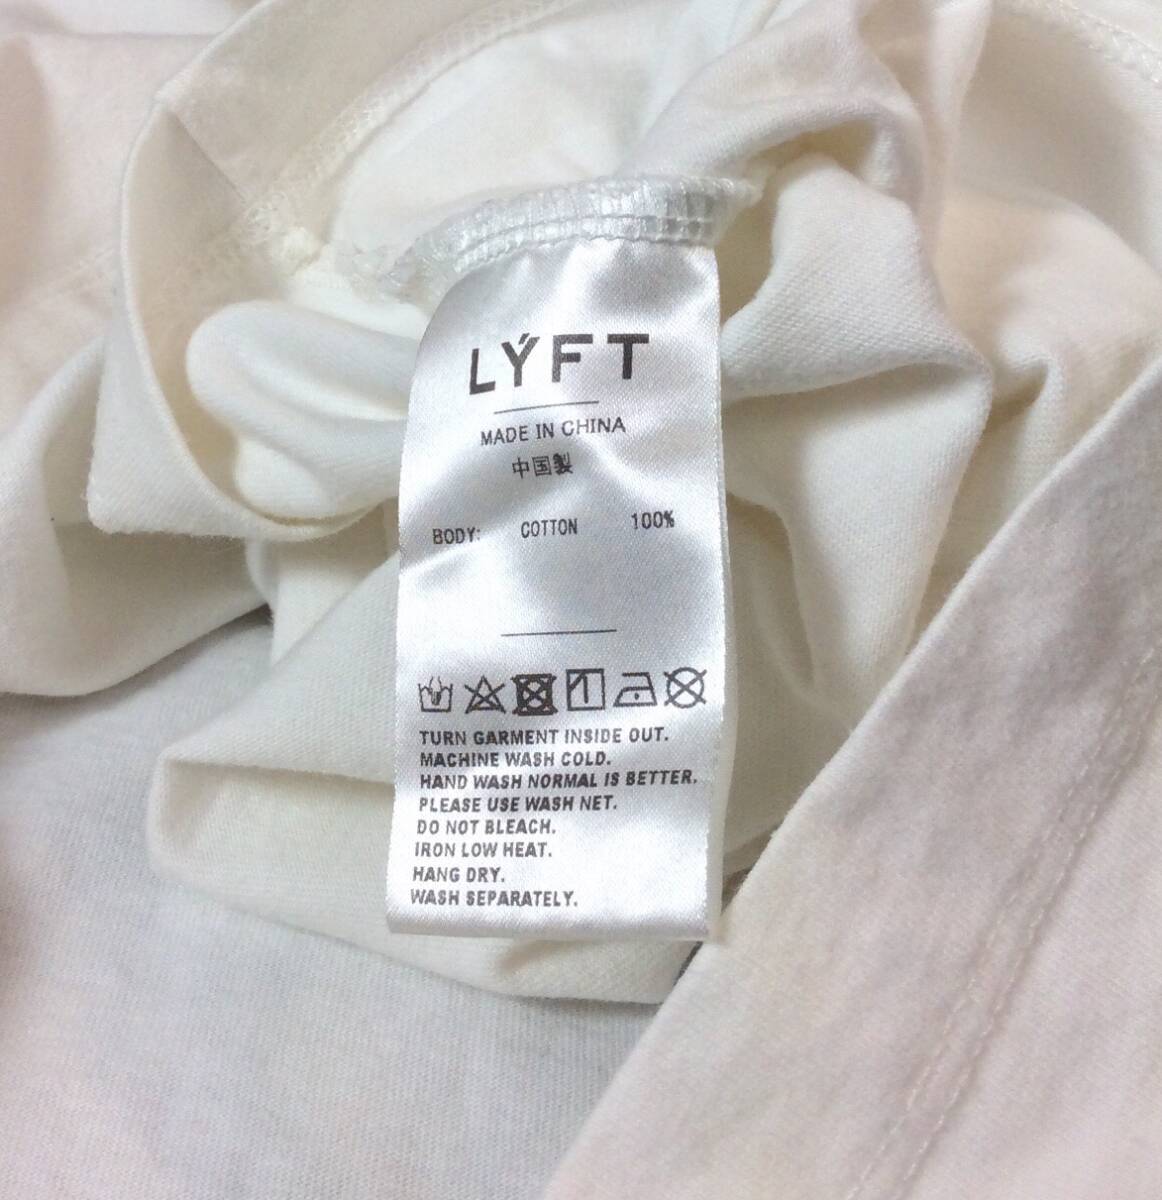 LÝFT
MADE IN CHINA
中国製
BODY: COTTON 100%
TURN GARMENT INSIDE OUT.
MACHINE WASH COLD.
HAND WASH NORMAL IS BETTER.
PLEASE USE WASH NET.
DO NOT BLEACH.
IRON LOW HEAT.
HANG DRY.
WASH SEPARATELY.